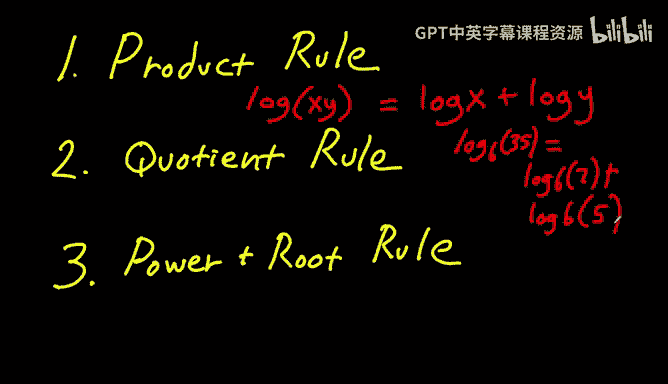 GPT中英字幕课程资源 bilibili
1. Product Rule
log(xy) = logx + logy
2. Quotient Rule
log₆(35) =
log6(7) +
log6(5)
3. Power + Root Rule